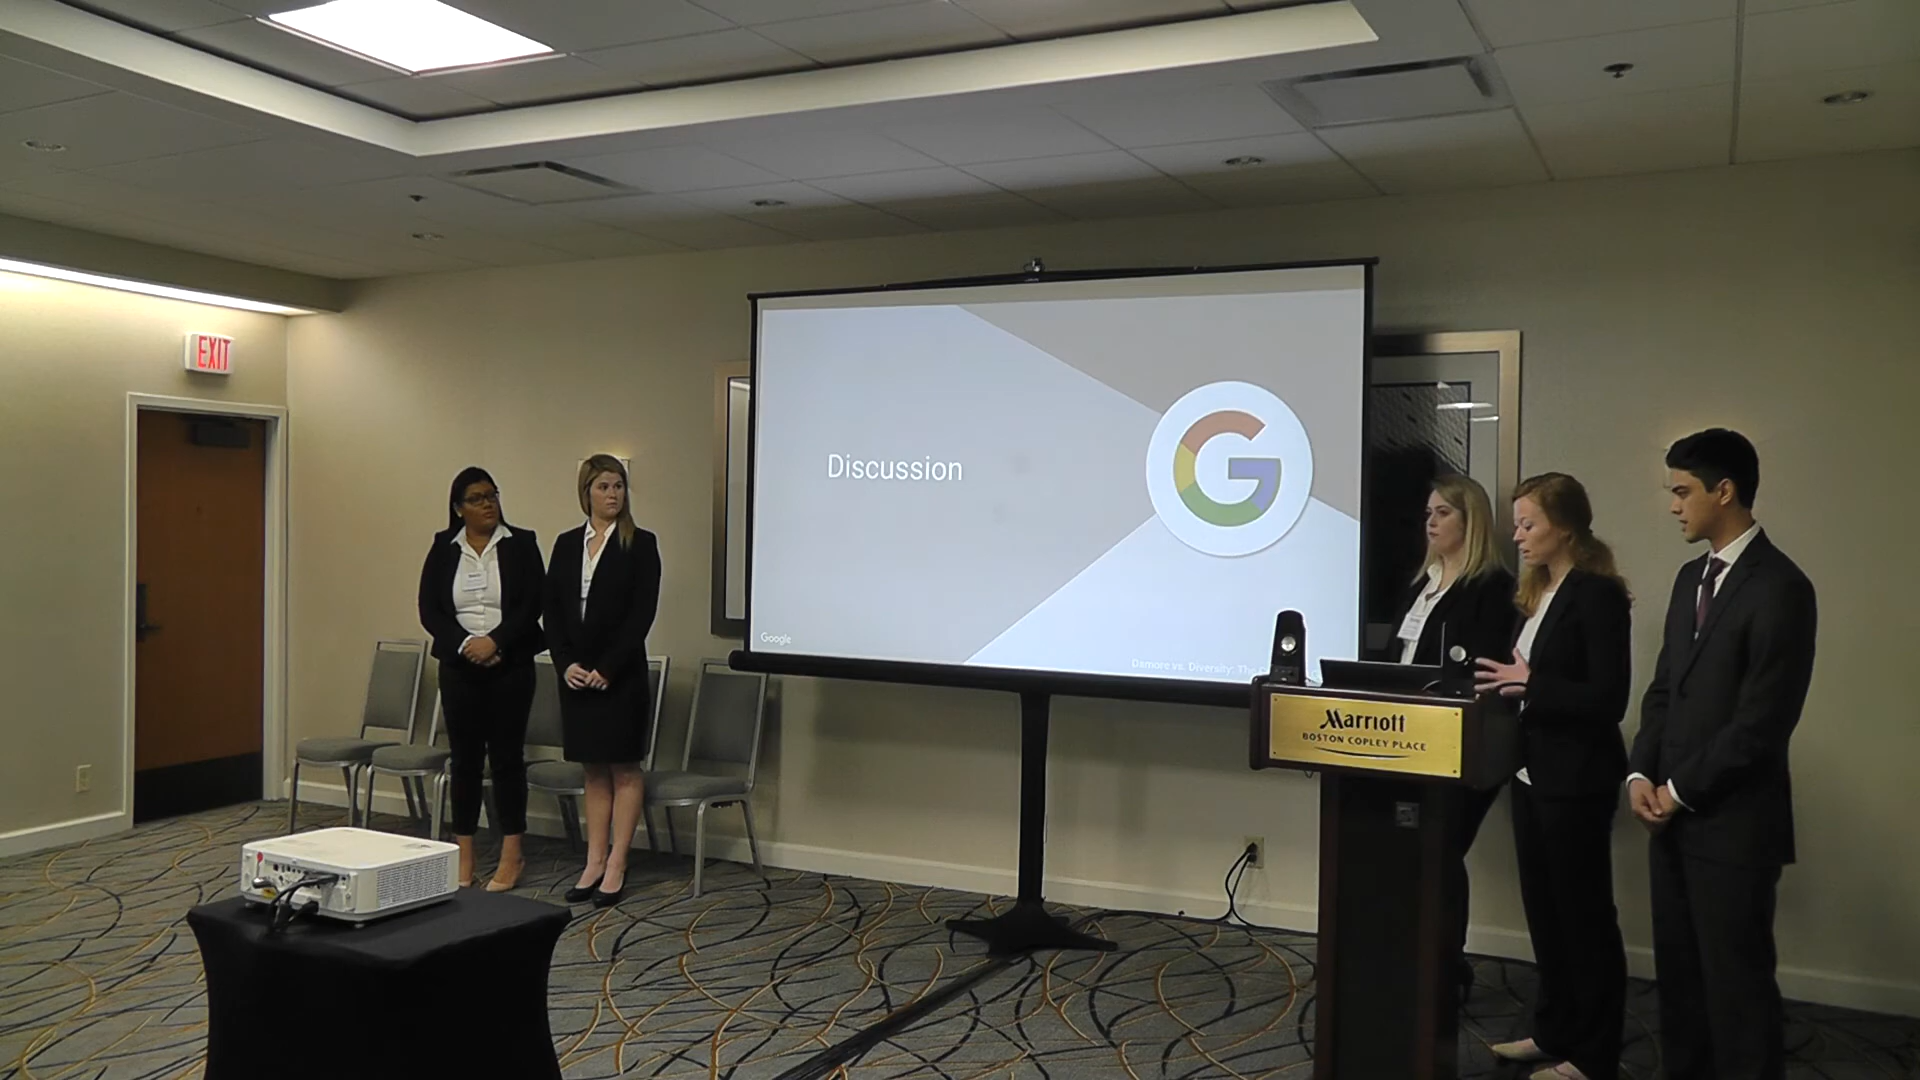 EXIT
Discussion
G
Google
Damore vs. Diversity: The
Marriott
BOSTON COPLEY PLACE